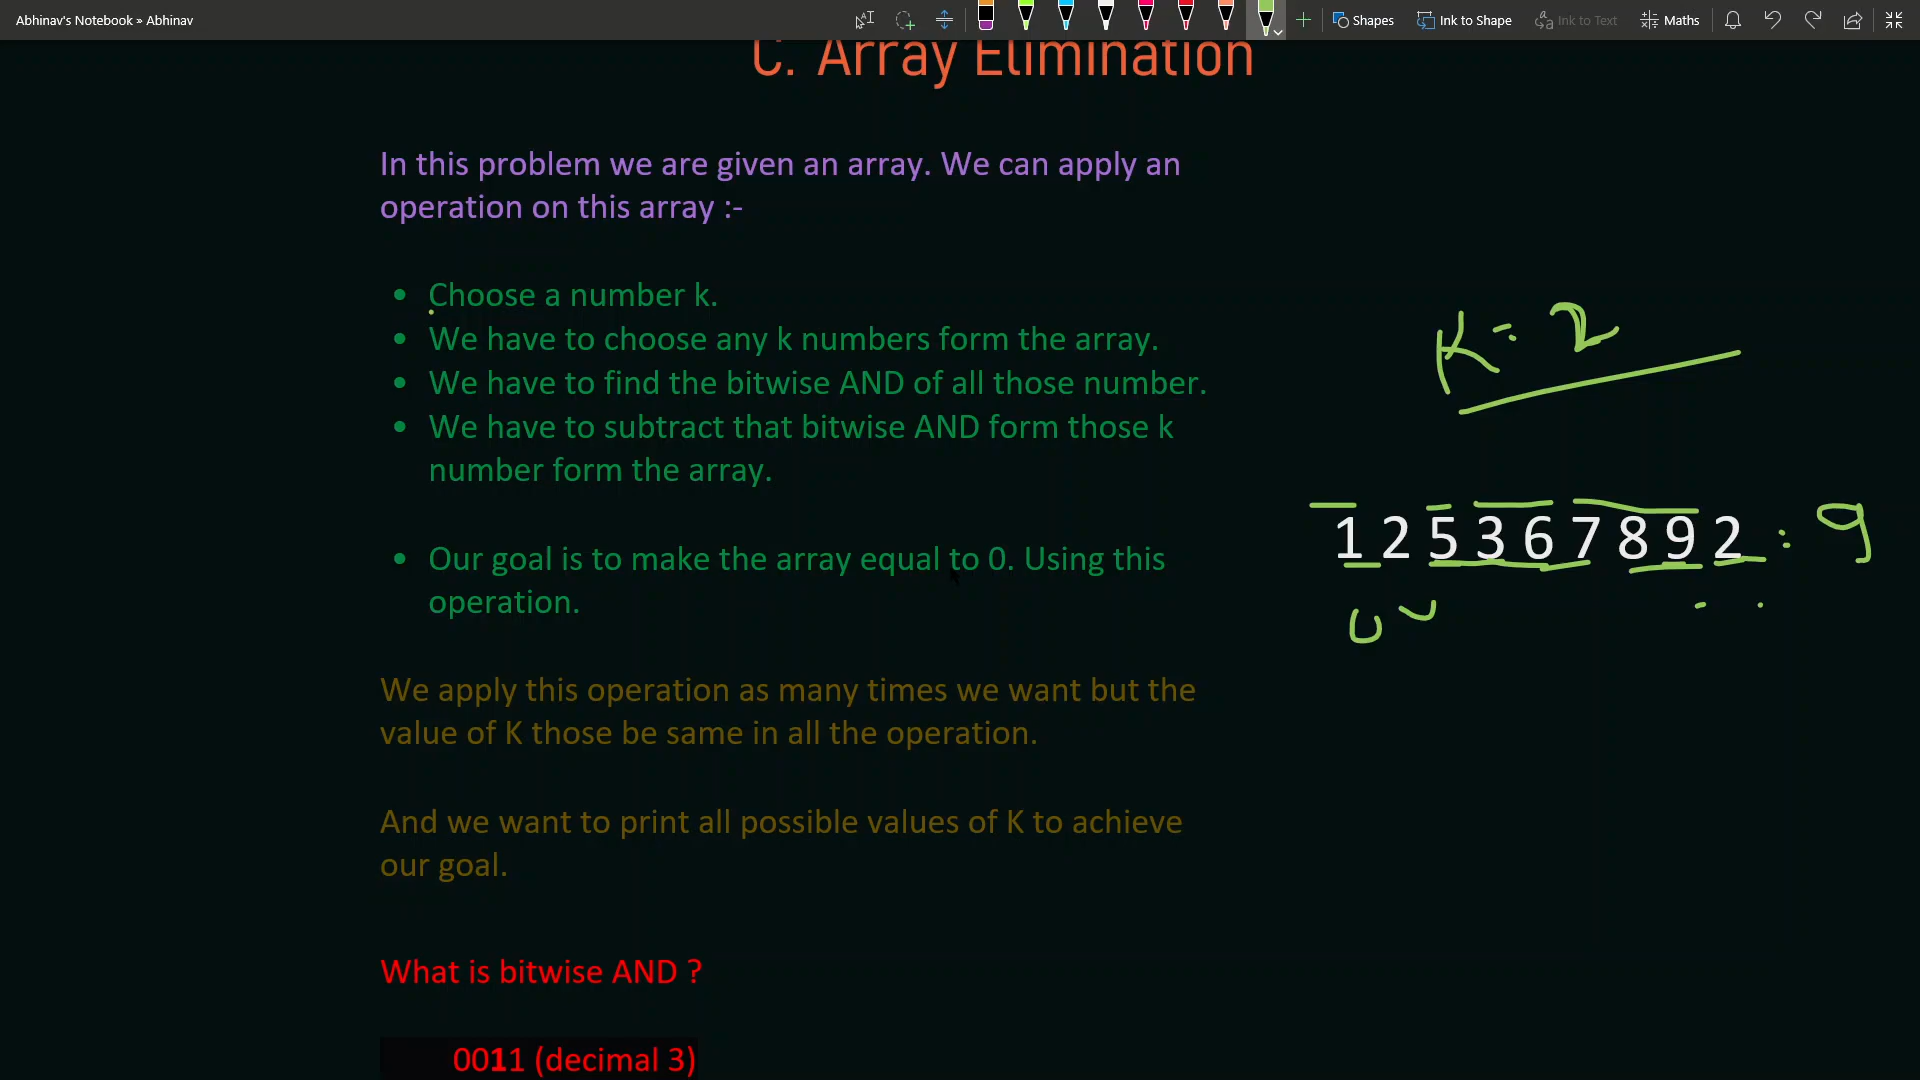 Abhinav's Notebook » Abhinav
Shapes
Ink to Shape
Ink to Text
Maths
C. Array Elimination
In this problem we are given an array. We can apply an
operation on this array :-
• Choose a number k.
• We have to choose any k numbers form the array.
• We have to find the bitwise AND of all those number.
• We have to subtract that bitwise AND form those k
number form the array.
• Our goal is to make the array equal to 0. Using this
operation.
We apply this operation as many times we want but the
value of K those be same in all the operation.
And we want to print all possible values of K to achieve
our goal.
What is bitwise AND ?
0011 (decimal 3)
K = 2
1 2 5 3 6 7 8 9 2 : 9